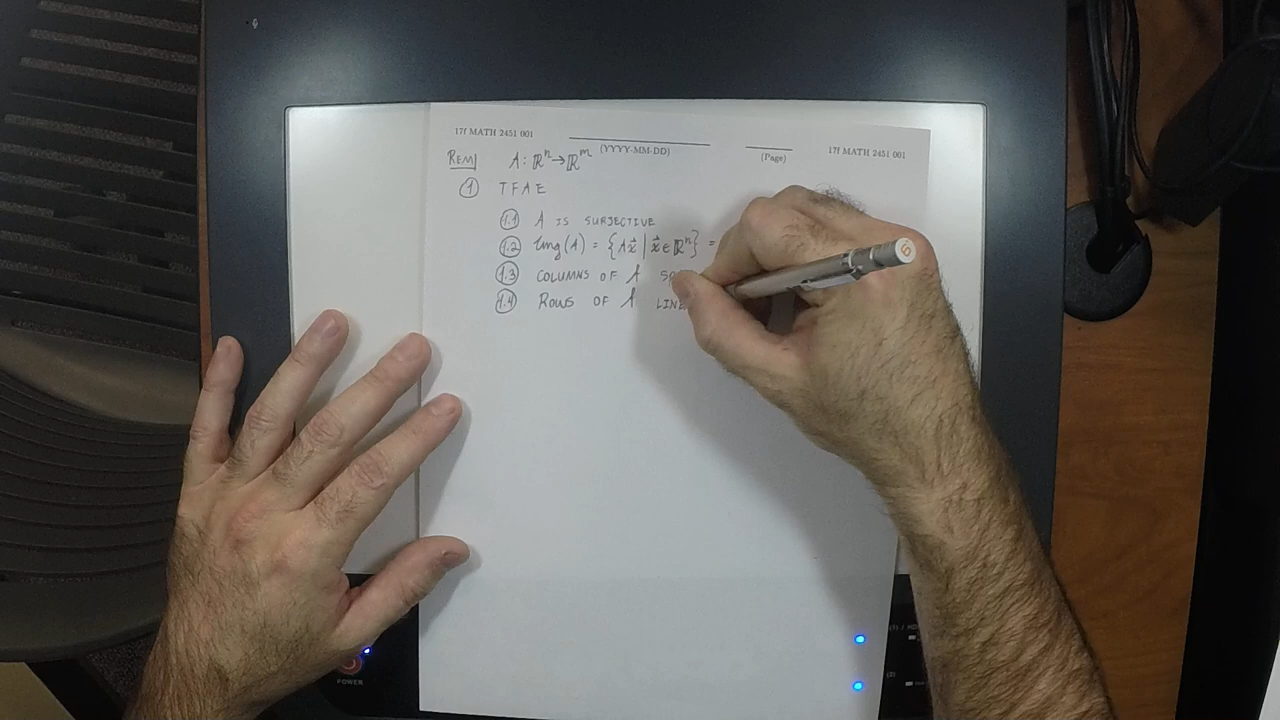 17f MATH 2451 001 (YYYY-MM-DD) (Page) 17f MATH 2451 001
REM A: ℝⁿ→ℝᵐ
① TFAE
1.1 A IS SURJECTIVE
1.2 Img(A) = {Ax⃗ | x⃗ ∈ ℝⁿ} =
1.3 COLUMNS OF A
1.4 ROWS OF A
POWER